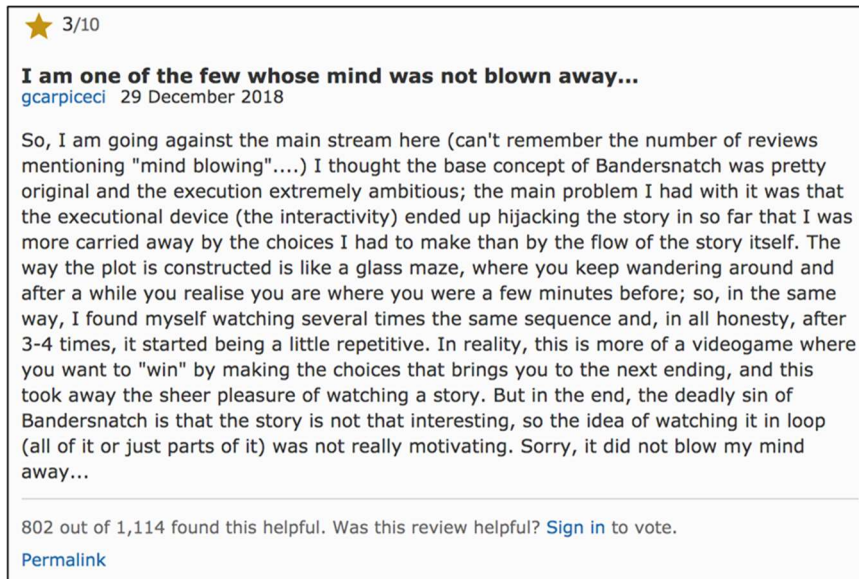 3/10
I am one of the few whose mind was not blown away...
gcarpiceci 29 December 2018
So, I am going against the main stream here (can't remember the number of reviews
mentioning "mind blowing"....) I thought the base concept of Bandersnatch was pretty
original and the execution extremely ambitious; the main problem I had with it was that
the executional device (the interactivity) ended up hijacking the story in so far that I was
more carried away by the choices I had to make than by the flow of the story itself. The
way the plot is constructed is like a glass maze, where you keep wandering around and
after a while you realise you are where you were a few minutes before; so, in the same
way, I found myself watching several times the same sequence and, in all honesty, after
3-4 times, it started being a little repetitive. In reality, this is more of a videogame where
you want to "win" by making the choices that brings you to the next ending, and this
took away the sheer pleasure of watching a story. But in the end, the deadly sin of
Bandersnatch is that the story is not that interesting, so the idea of watching it in loop
(all of it or just parts of it) was not really motivating. Sorry, it did not blow my mind
away...
802 out of 1,114 found this helpful. Was this review helpful? Sign in to vote.
Permalink